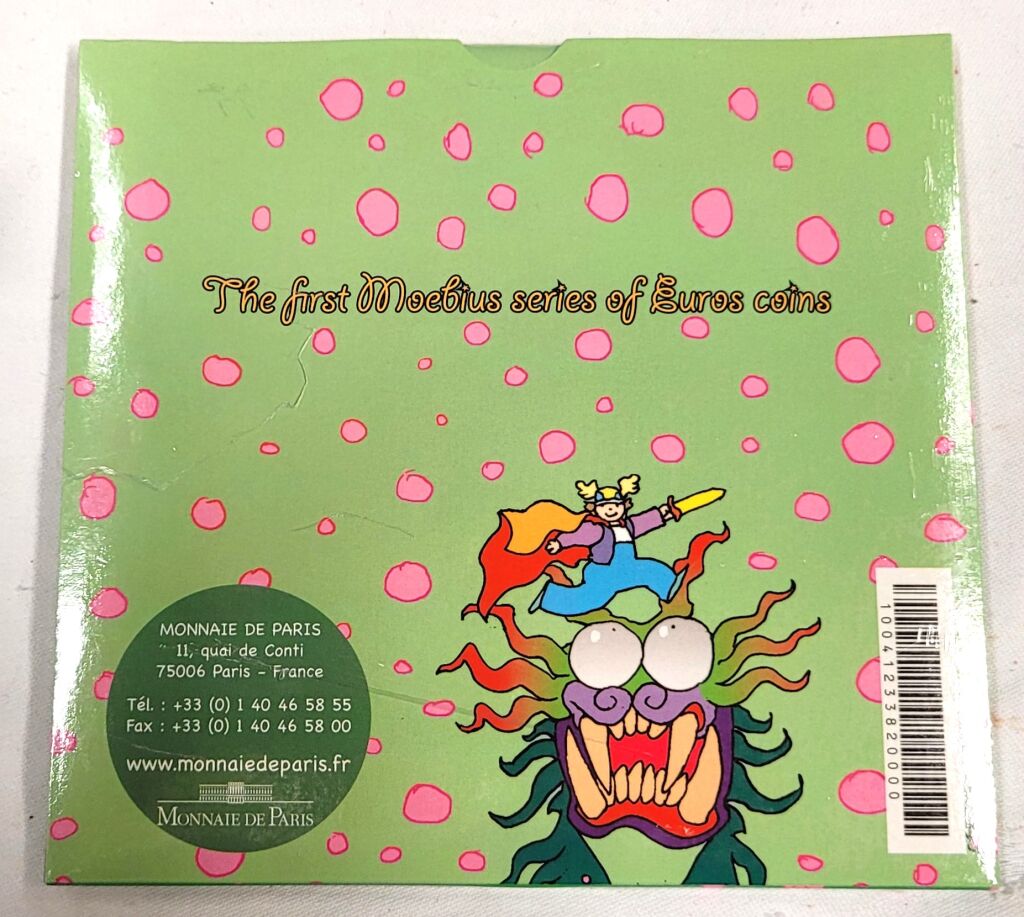 The first Moebius series of Euros coins
MONNAIE DE PARIS
11, quai de Conti
75006 Paris - France
Tél. : +33 (0) 1 40 46 58 55
Fax : +33 (0) 1 40 46 58 00
www.monnaiedeparis.fr
MONNAIE DE PARIS
10041233820000